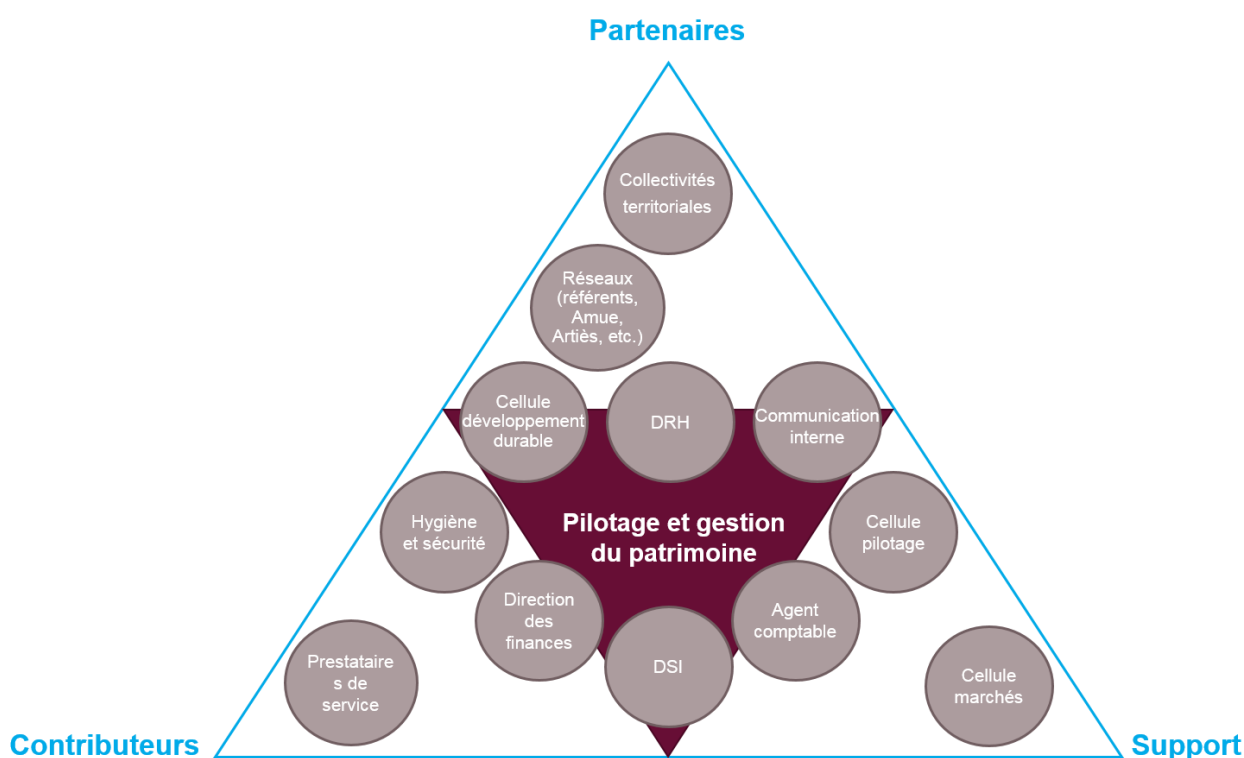 Partenaires
Collectivités
territoriales
Réseaux
(référents,
Amue,
Artiès, etc.)
Cellule
développement
durable
DRH
Communication
interne
Hygiène
et sécurité
Pilotage et gestion
du patrimoine
Cellule
pilotage
Direction
des
finances
Agent
comptable
Prestataire
s de
service
DSI
Cellule
marchés
Contributeurs
Support